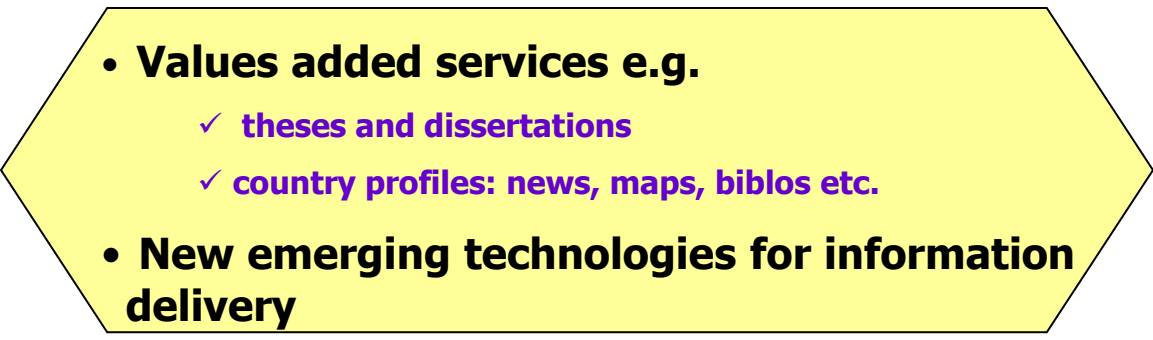 • Values added services e.g.
✓ theses and dissertations
✓ country profiles: news, maps, biblos etc.
• New emerging technologies for information
delivery